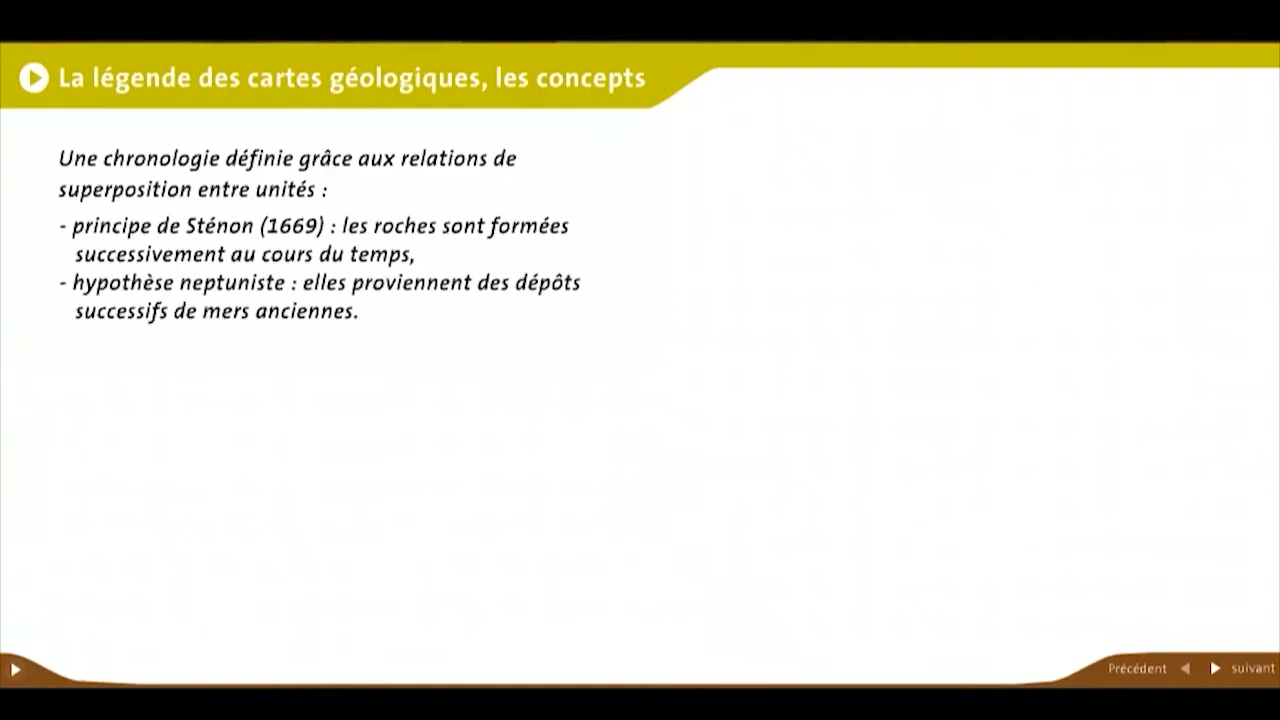 La légende des cartes géologiques, les concepts
Une chronologie définie grâce aux relations de
superposition entre unités :
- principe de Sténon (1669) : les roches sont formées
successivement au cours du temps,
- hypothèse neptuniste : elles proviennent des dépôts
successifs de mers anciennes.
Précédent suivant